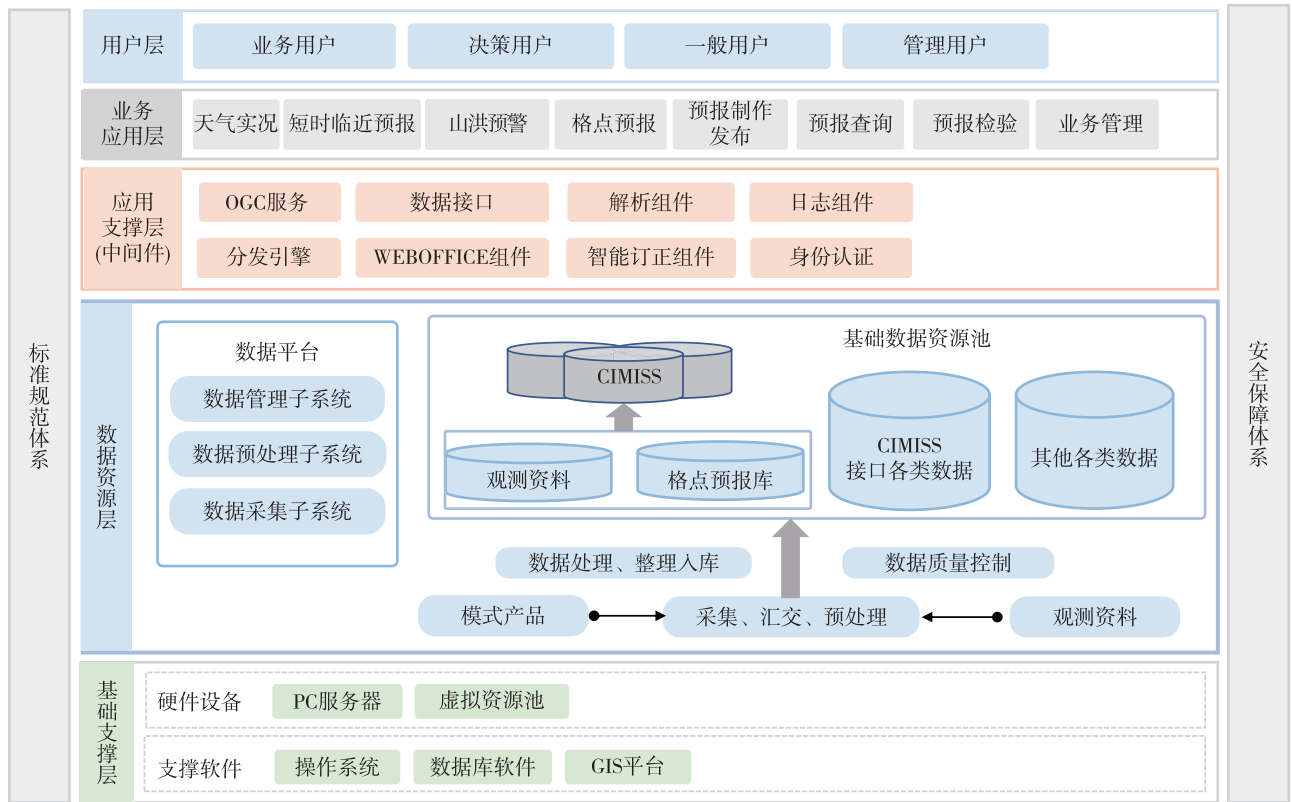 用户层
业务用户
决策用户
一般用户
管理用户
业务
应用层
天气实况
短时临近预报
山洪预警
格点预报
预报制作
发布
预报查询
预报检验
业务管理
应用
支撑层
(中间件)
OGC服务
数据接口
解析组件
日志组件
分发引擎
WEBOFFICE组件
智能订正组件
身份认证
标准规范体系
安全保障体系
数据资源层
数据平台
数据管理子系统
数据预处理子系统
数据采集子系统
基础数据资源池
CIMISS
观测资料
格点预报库
CIMISS
接口各类数据
其他各类数据
数据处理、整理入库
数据质量控制
模式产品
采集、汇交、预处理
观测资料
基础支撑层
硬件设备
PC服务器
虚拟资源池
支撑软件
操作系统
数据库软件
GIS平台